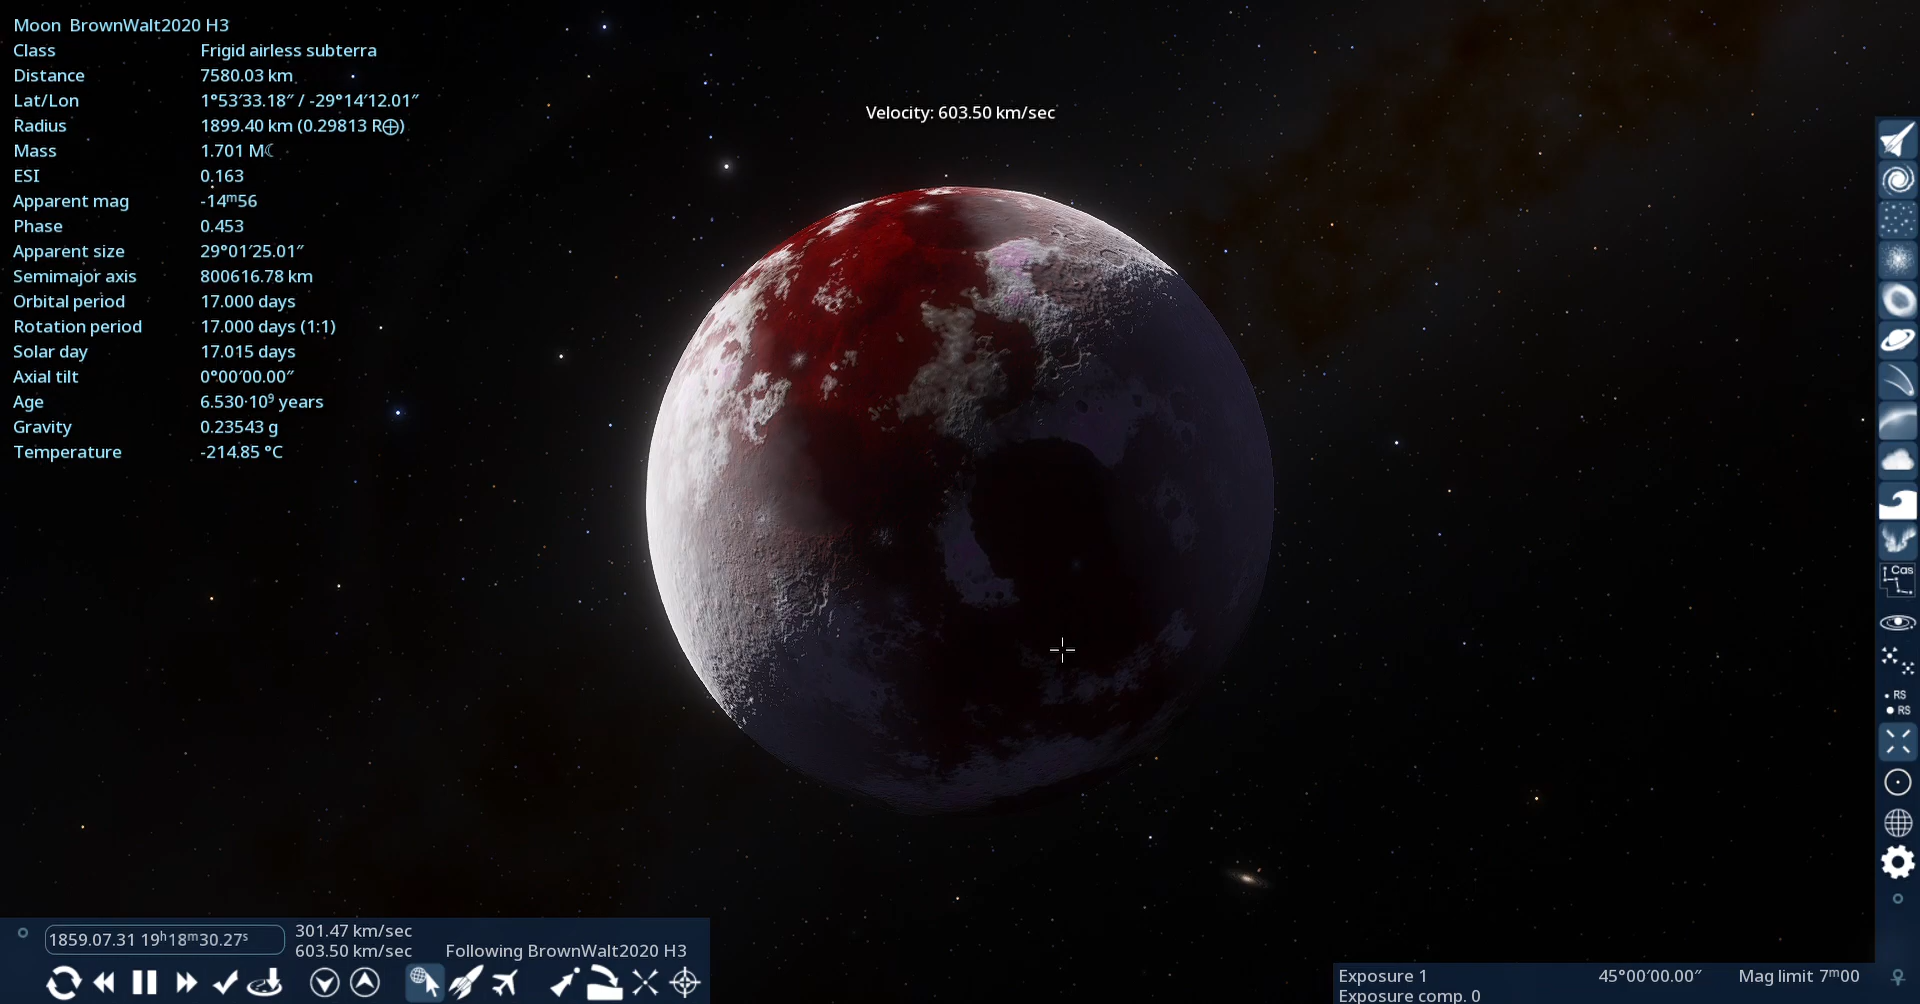 Moon BrownWalt2020 H3
Class Frigid airless subterra
Distance 7580.03 km
Lat/Lon 1°53′33.18″ / -29°14′12.01″
Radius 1899.40 km (0.29813 R⨁)
Mass 1.701 M☾
ESI 0.163
Apparent mag -14ᵐ56
Phase 0.453
Apparent size 29°01′25.01″
Semimajor axis 800616.78 km
Orbital period 17.000 days
Rotation period 17.000 days (1:1)
Solar day 17.015 days
Axial tilt 0°00′00.00″
Age 6.530·10⁹ years
Gravity 0.23543 g
Temperature -214.85 °C
Velocity: 603.50 km/sec
Cas
RS
RS
1859.07.31 19ʰ18ᵐ30.27ˢ
301.47 km/sec
603.50 km/sec Following BrownWalt2020 H3
Exposure 1 45°00′00.00″ Mag limit 7ᵐ00
Exposure comp. 0